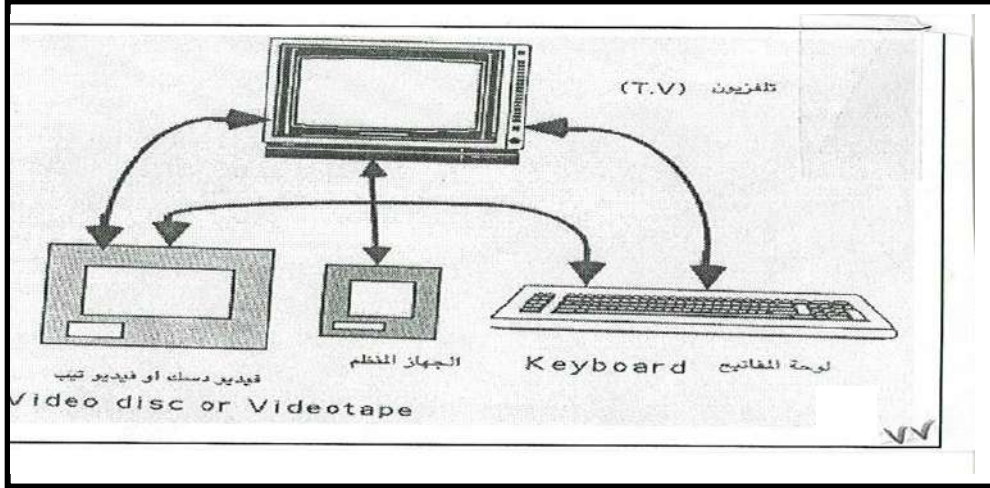 تلفزيون (T.V)
لوحة المفاتيح Keyboard
الجهاز المنظم
فيديو دسك او فيديو تيب
Video disc or Videotape
٧٧